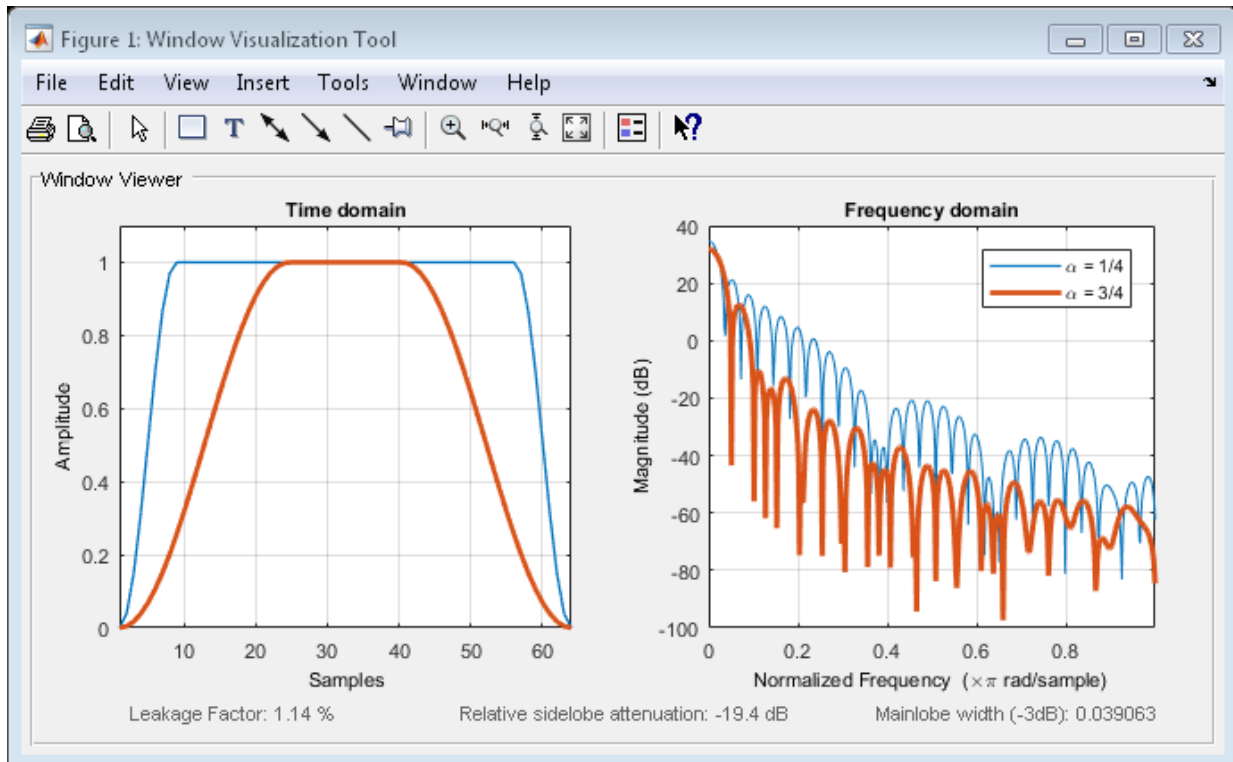 Figure 1: Window Visualization Tool
File Edit View Insert Tools Window Help
T
?
Window Viewer
Time domain
1
0.8
0.6
0.4
0.2
0
Amplitude
10 20 30 40 50 60
Samples
Frequency domain
40
20
0
-20
-40
-60
-80
-100
Magnitude (dB)
α = 1/4
α = 3/4
0 0.2 0.4 0.6 0.8
Normalized Frequency (×π rad/sample)
Leakage Factor: 1.14 % Relative sidelobe attenuation: -19.4 dB Mainlobe width (-3dB): 0.039063